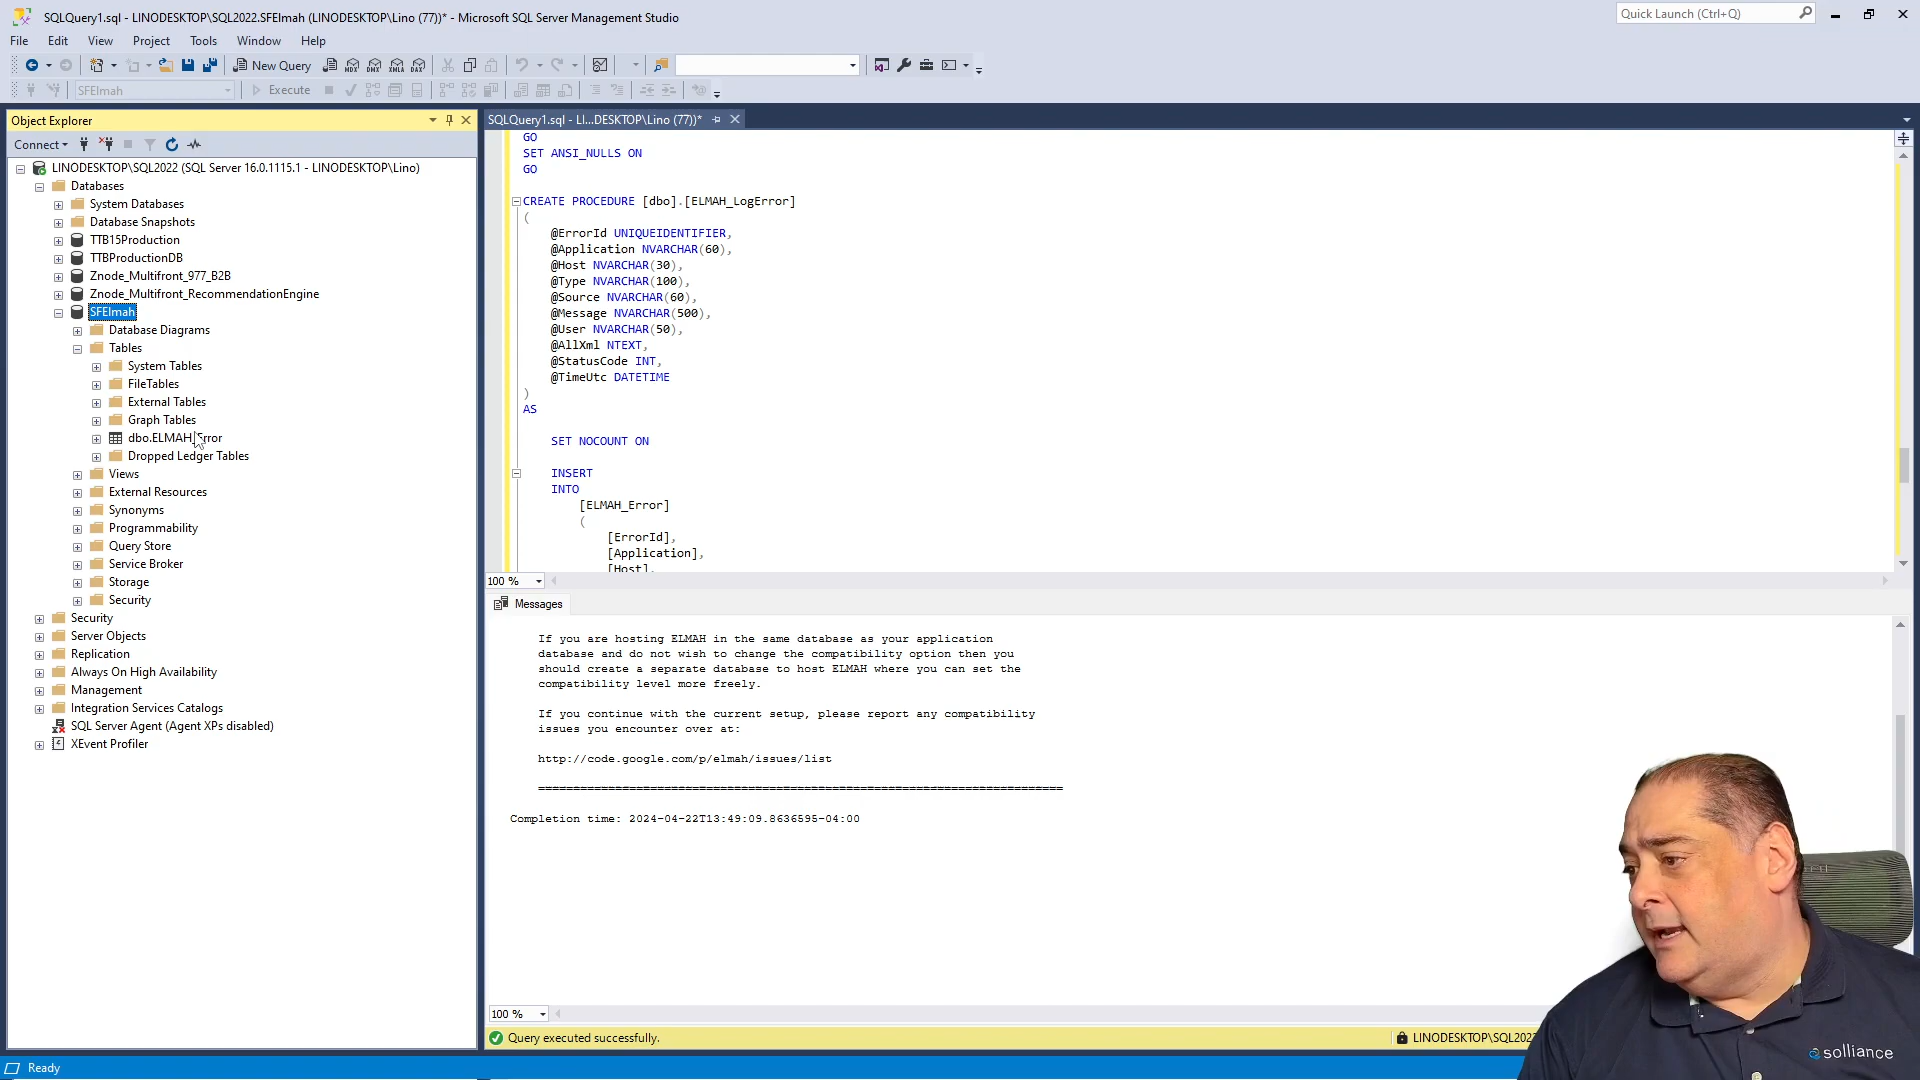 SQLQuery1.sql - LINODESKTOP\SQL2022.SFElmah (LINODESKTOP\Lino (77))* - Microsoft SQL Server Management Studio
Quick Launch (Ctrl+Q)
File Edit View Project Tools Window Help
New Query
MDX DMX XMLA DAX
SFElmah
Execute
Object Explorer
SQLQuery1.sql - LI...DESKTOP\Lino (77))*
Connect
LINODESKTOP\SQL2022 (SQL Server 16.0.1115.1 - LINODESKTOP\Lino)
Databases
System Databases
Database Snapshots
TTB15Production
TTBProductionDB
Znode_Multifront_977_B2B
Znode_Multifront_RecommendationEngine
SFElmah
Database Diagrams
Tables
System Tables
FileTables
External Tables
Graph Tables
dbo.ELMAH_Error
Dropped Ledger Tables
Views
External Resources
Synonyms
Programmability
Query Store
Service Broker
Storage
Security
Security
Server Objects
Replication
Always On High Availability
Management
Integration Services Catalogs
SQL Server Agent (Agent XPs disabled)
XEvent Profiler
GO
SET ANSI_NULLS ON
GO
CREATE PROCEDURE [dbo].[ELMAH_LogError]
(
@ErrorId UNIQUEIDENTIFIER,
@Application NVARCHAR(60),
@Host NVARCHAR(30),
@Type NVARCHAR(100),
@Source NVARCHAR(60),
@Message NVARCHAR(500),
@User NVARCHAR(50),
@AllXml NTEXT,
@StatusCode INT,
@TimeUtc DATETIME
)
AS
SET NOCOUNT ON
INSERT
INTO
[ELMAH_Error]
(
[ErrorId],
[Application],
[Host],
100 %
Messages
If you are hosting ELMAH in the same database as your application
database and do not wish to change the compatibility option then you
should create a separate database to host ELMAH where you can set the
compatibility level more freely.
If you continue with the current setup, please report any compatibility
issues you encounter over at:
http://code.google.com/p/elmah/issues/list
===========================================================================
Completion time: 2024-04-22T13:49:09.8636595-04:00
100 %
Query executed successfully.
LINODESKTOP\SQL2022
Ready
solliance